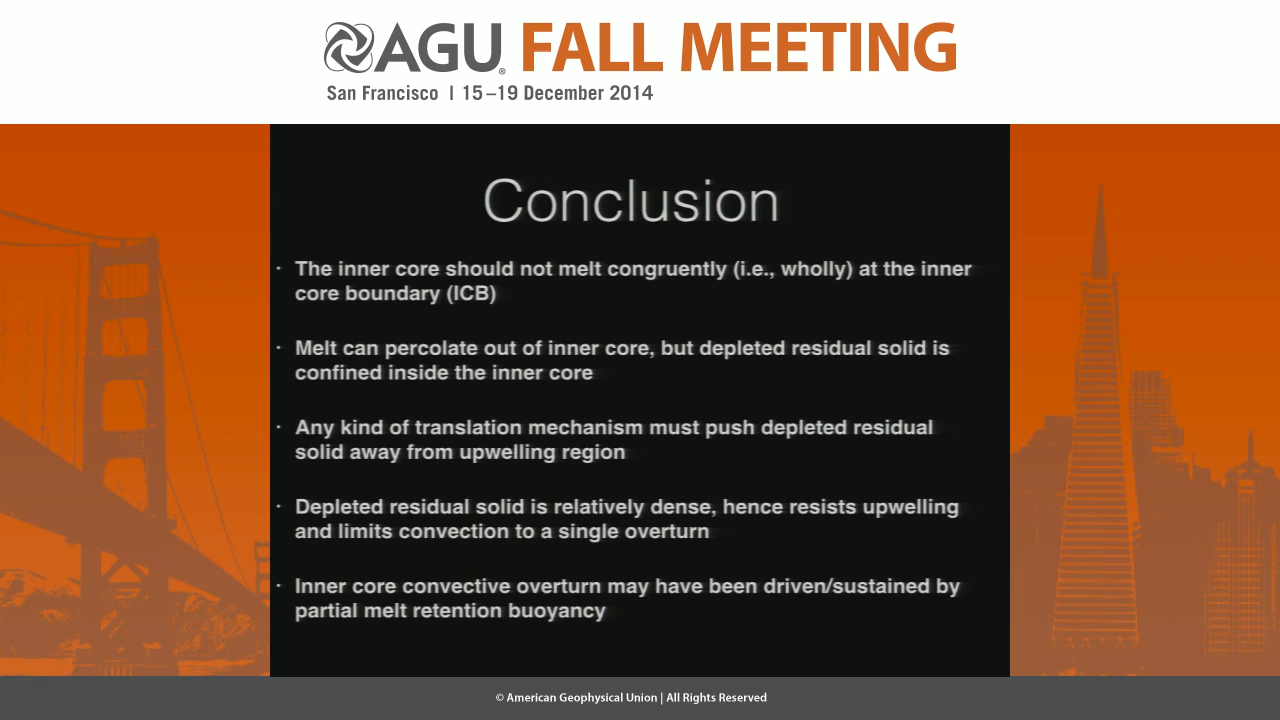 AGU® FALL MEETING
San Francisco | 15–19 December 2014
Conclusion
• The inner core should not melt congruently (i.e., wholly) at the inner
core boundary (ICB)
• Melt can percolate out of inner core, but depleted residual solid is
confined inside the inner core
• Any kind of translation mechanism must push depleted residual
solid away from upwelling region
• Depleted residual solid is relatively dense, hence resists upwelling
and limits convection to a single overturn
• Inner core convective overturn may have been driven/sustained by
partial melt retention buoyancy
© American Geophysical Union | All Rights Reserved